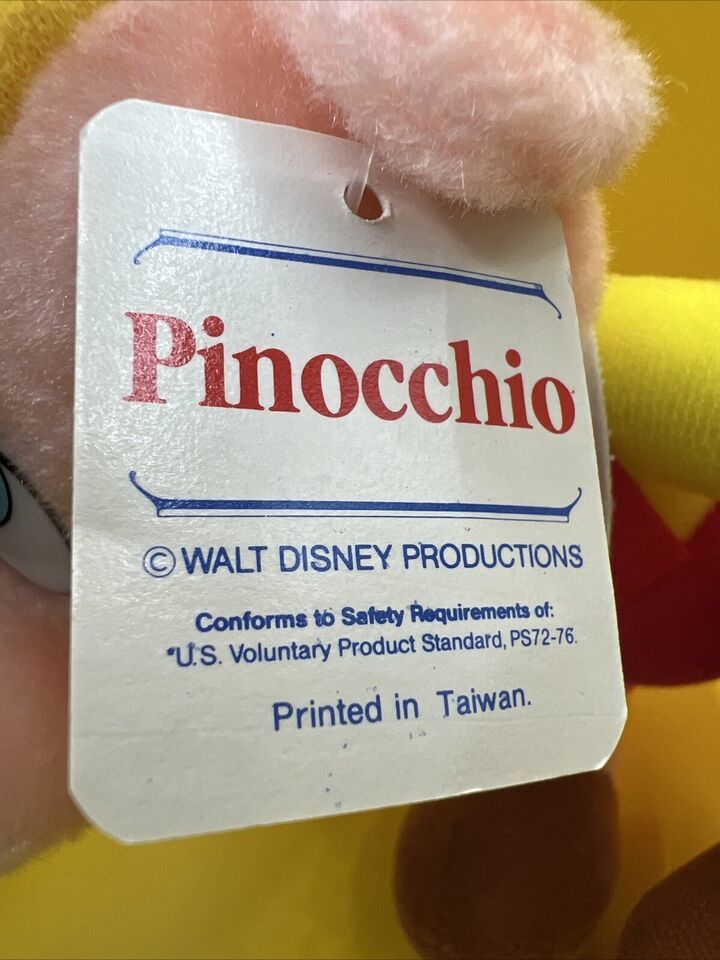 Pinocchio
© WALT DISNEY PRODUCTIONS
Conforms to Safety Requirements of:
*U.S. Voluntary Product Standard, PS72-76.
Printed in Taiwan.